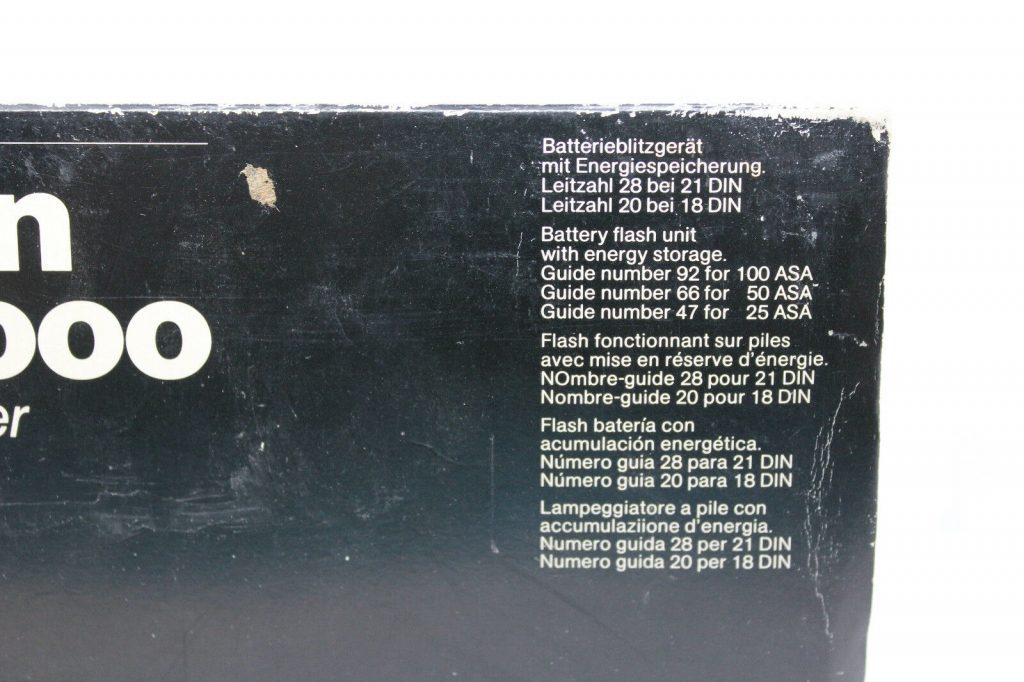 n
000
er
Batterieblitzgerät
mit Energiespeicherung.
Leitzahl 28 bei 21 DIN
Leitzahl 20 bei 18 DIN
Battery flash unit
with energy storage.
Guide number 92 for 100 ASA
Guide number 66 for 50 ASA
Guide number 47 for 25 ASA
Flash fonctionnant sur piles
avec mise en réserve d'énergie.
NOmbre-guide 28 pour 21 DIN
Nombre-guide 20 pour 18 DIN
Flash batería con
acumulación energética.
Número guia 28 para 21 DIN
Número guia 20 para 18 DIN
Lampeggiatore a pile con
accumulaziione d'energia.
Numero guida 28 per 21 DIN
Numero guida 20 per 18 DIN